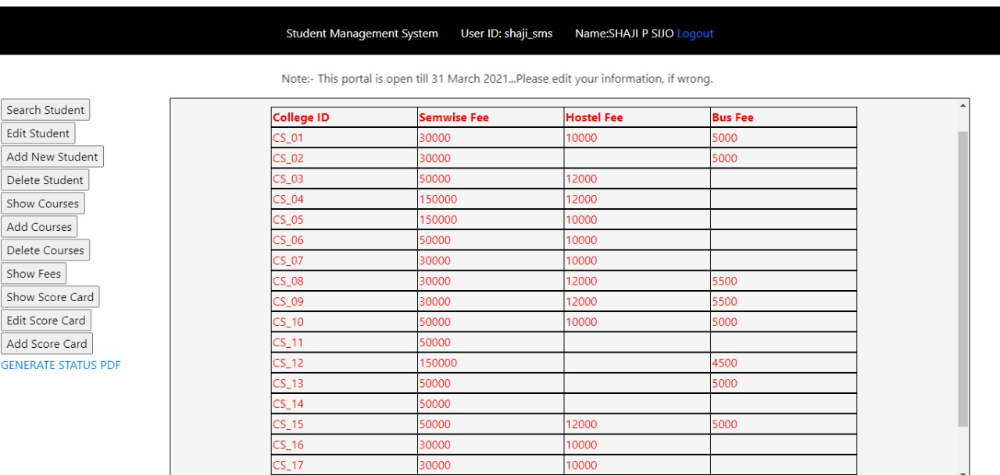 Student Management System User ID: shaji_sms Name:SHAJI P SIJO Logout
Note:- This portal is open till 31 March 2021...Please edit your information, if wrong.
Search Student
Edit Student
Add New Student
Delete Student
Show Courses
Add Courses
Delete Courses
Show Fees
Show Score Card
Edit Score Card
Add Score Card
GENERATE STATUS PDF
College ID Semwise Fee Hostel Fee Bus Fee
CS_01 30000 10000 5000
CS_02 30000 5000
CS_03 50000 12000
CS_04 150000 12000
CS_05 150000 10000
CS_06 50000 10000
CS_07 30000 10000
CS_08 30000 12000 5500
CS_09 30000 12000 5500
CS_10 50000 10000 5000
CS_11 50000
CS_12 150000 4500
CS_13 50000 5000
CS_14 50000
CS_15 50000 12000 5000
CS_16 30000 10000
CS_17 30000 10000